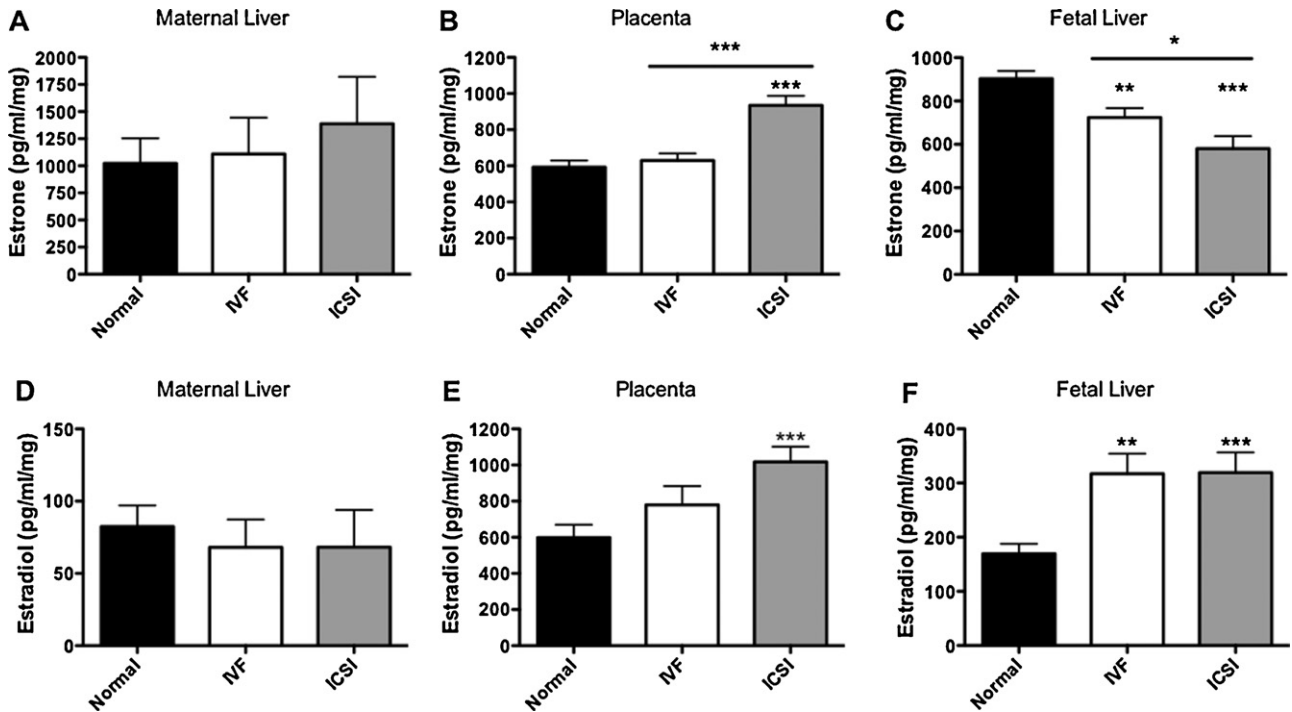 A
Maternal Liver
Estrone (pg/ml/mg)
2000
1750
1500
1250
1000
750
500
250
0
Normal
IVF
ICSI
B
Placenta
Estrone (pg/ml/mg)
1200
1000
800
600
400
200
0
***
***
Normal
IVF
ICSI
C
Fetal Liver
Estrone (pg/ml/mg)
1000
800
600
400
200
0
*
**
***
Normal
IVF
ICSI
D
Maternal Liver
Estradiol (pg/ml/mg)
150
100
50
0
Normal
IVF
ICSI
E
Placenta
Estradiol (pg/ml/mg)
1200
1000
800
600
400
200
0
***
Normal
IVF
ICSI
F
Fetal Liver
Estradiol (pg/ml/mg)
400
300
200
100
0
**
***
Normal
IVF
ICSI